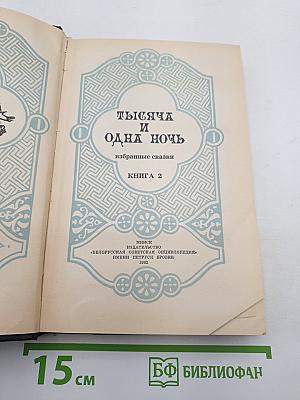 ТЫСЯЧА
И
ОДНА НОЧЬ
избранные сказки
КНИГА 2
МИНСК
ИЗДАТЕЛЬСТВО
«БЕЛОРУССКАЯ СОВЕТСКАЯ ЭНЦИКЛОПЕДИЯ»
ИМЕНИ ПЕТРУСЯ БРОВКИ
1982
15 см
БФ БИБЛИОФАН